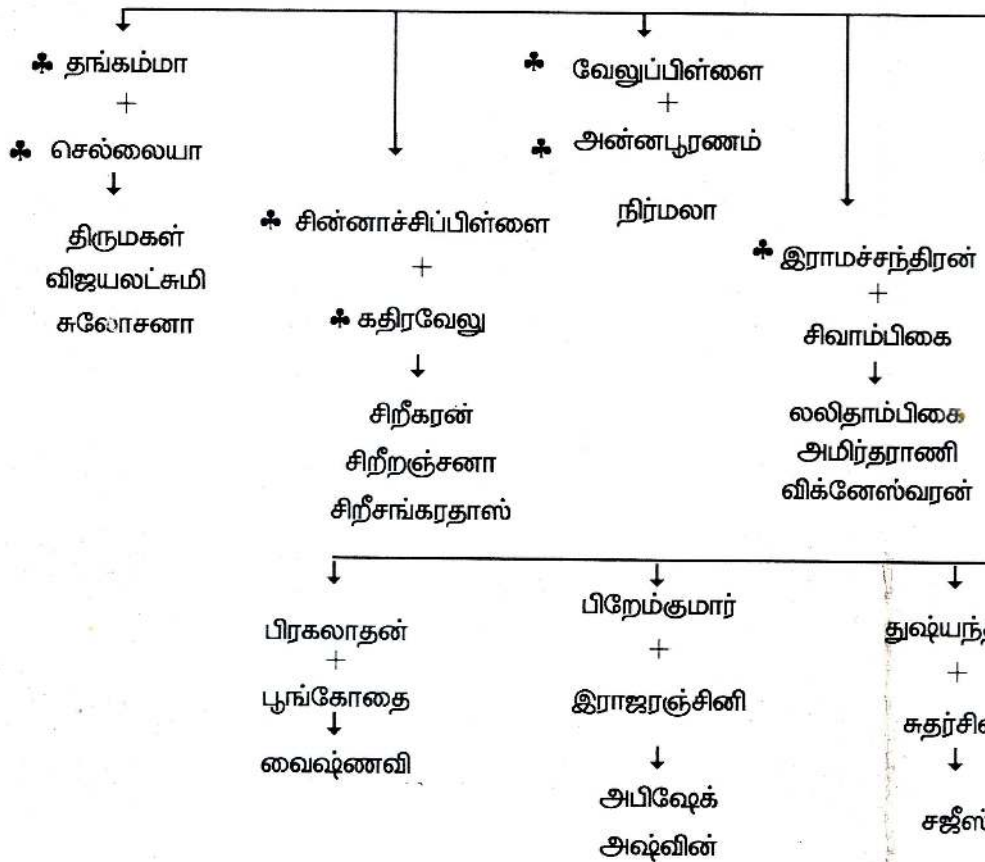 ♣ தங்கம்மா
+
♣ செல்லையா
திருமகள்
விஜயலட்சுமி
சுலோசனா
♣ சின்னாச்சிப்பிள்ளை
+
♣ கதிரவேலு
சிறீகரன்
சிறீறஞ்சனா
சிறீசங்கரதாஸ்
♣ வேலுப்பிள்ளை
+
♣ அன்னபூரணம்
நிர்மலா
♣ இராமச்சந்திரன்
+
சிவாம்பிகை
லலிதாம்பிகை
அமிர்தராணி
விக்னேஸ்வரன்
பிரகலாதன்
+
பூங்கோதை
வைஷ்ணவி
பிறேம்குமார்
+
இராஜரஞ்சினி
அபிஷேக்
அஷ்வின்
+